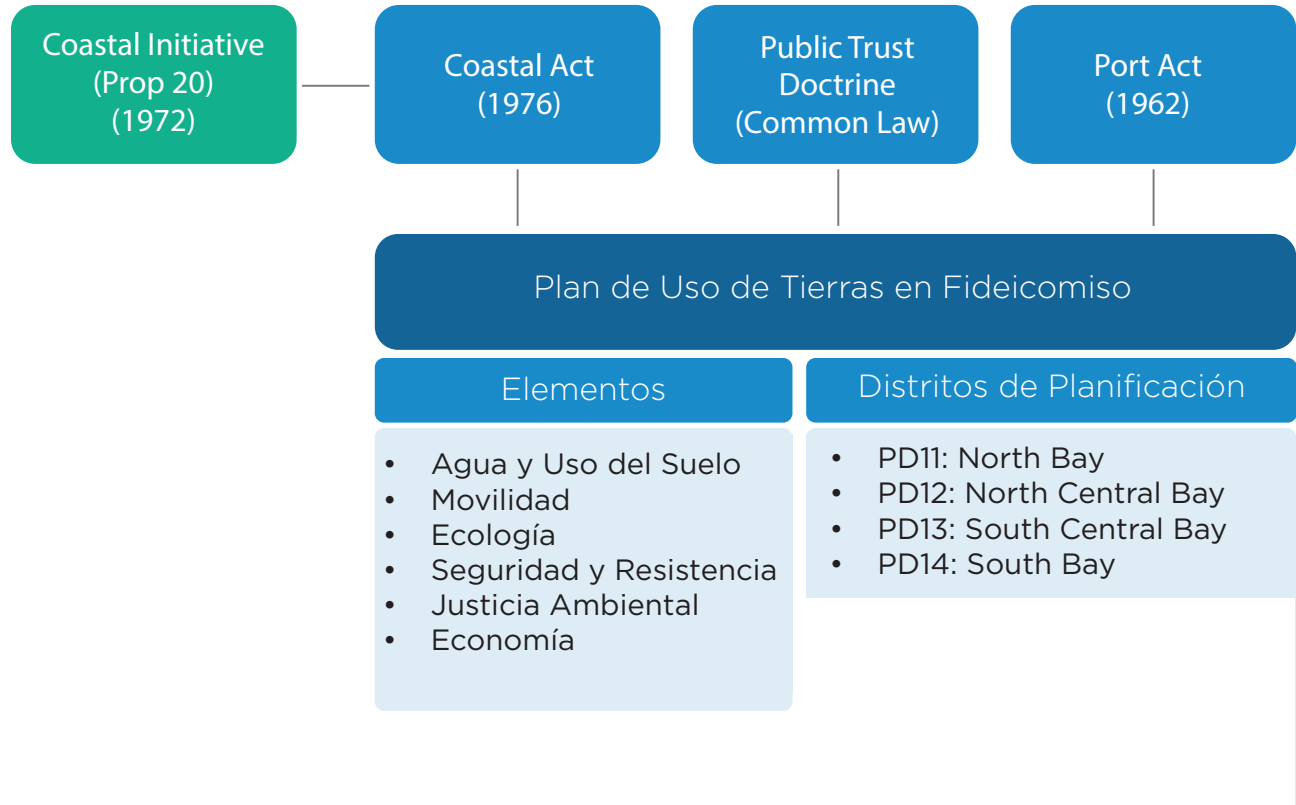 Coastal Initiative
(Prop 20)
(1972)
Coastal Act
(1976)
Public Trust
Doctrine
(Common Law)
Port Act
(1962)
Plan de Uso de Tierras en Fideicomiso
Elementos
• Agua y Uso del Suelo
• Movilidad
• Ecología
• Seguridad y Resistencia
• Justicia Ambiental
• Economía
Distritos de Planificación
• PD11: North Bay
• PD12: North Central Bay
• PD13: South Central Bay
• PD14: South Bay